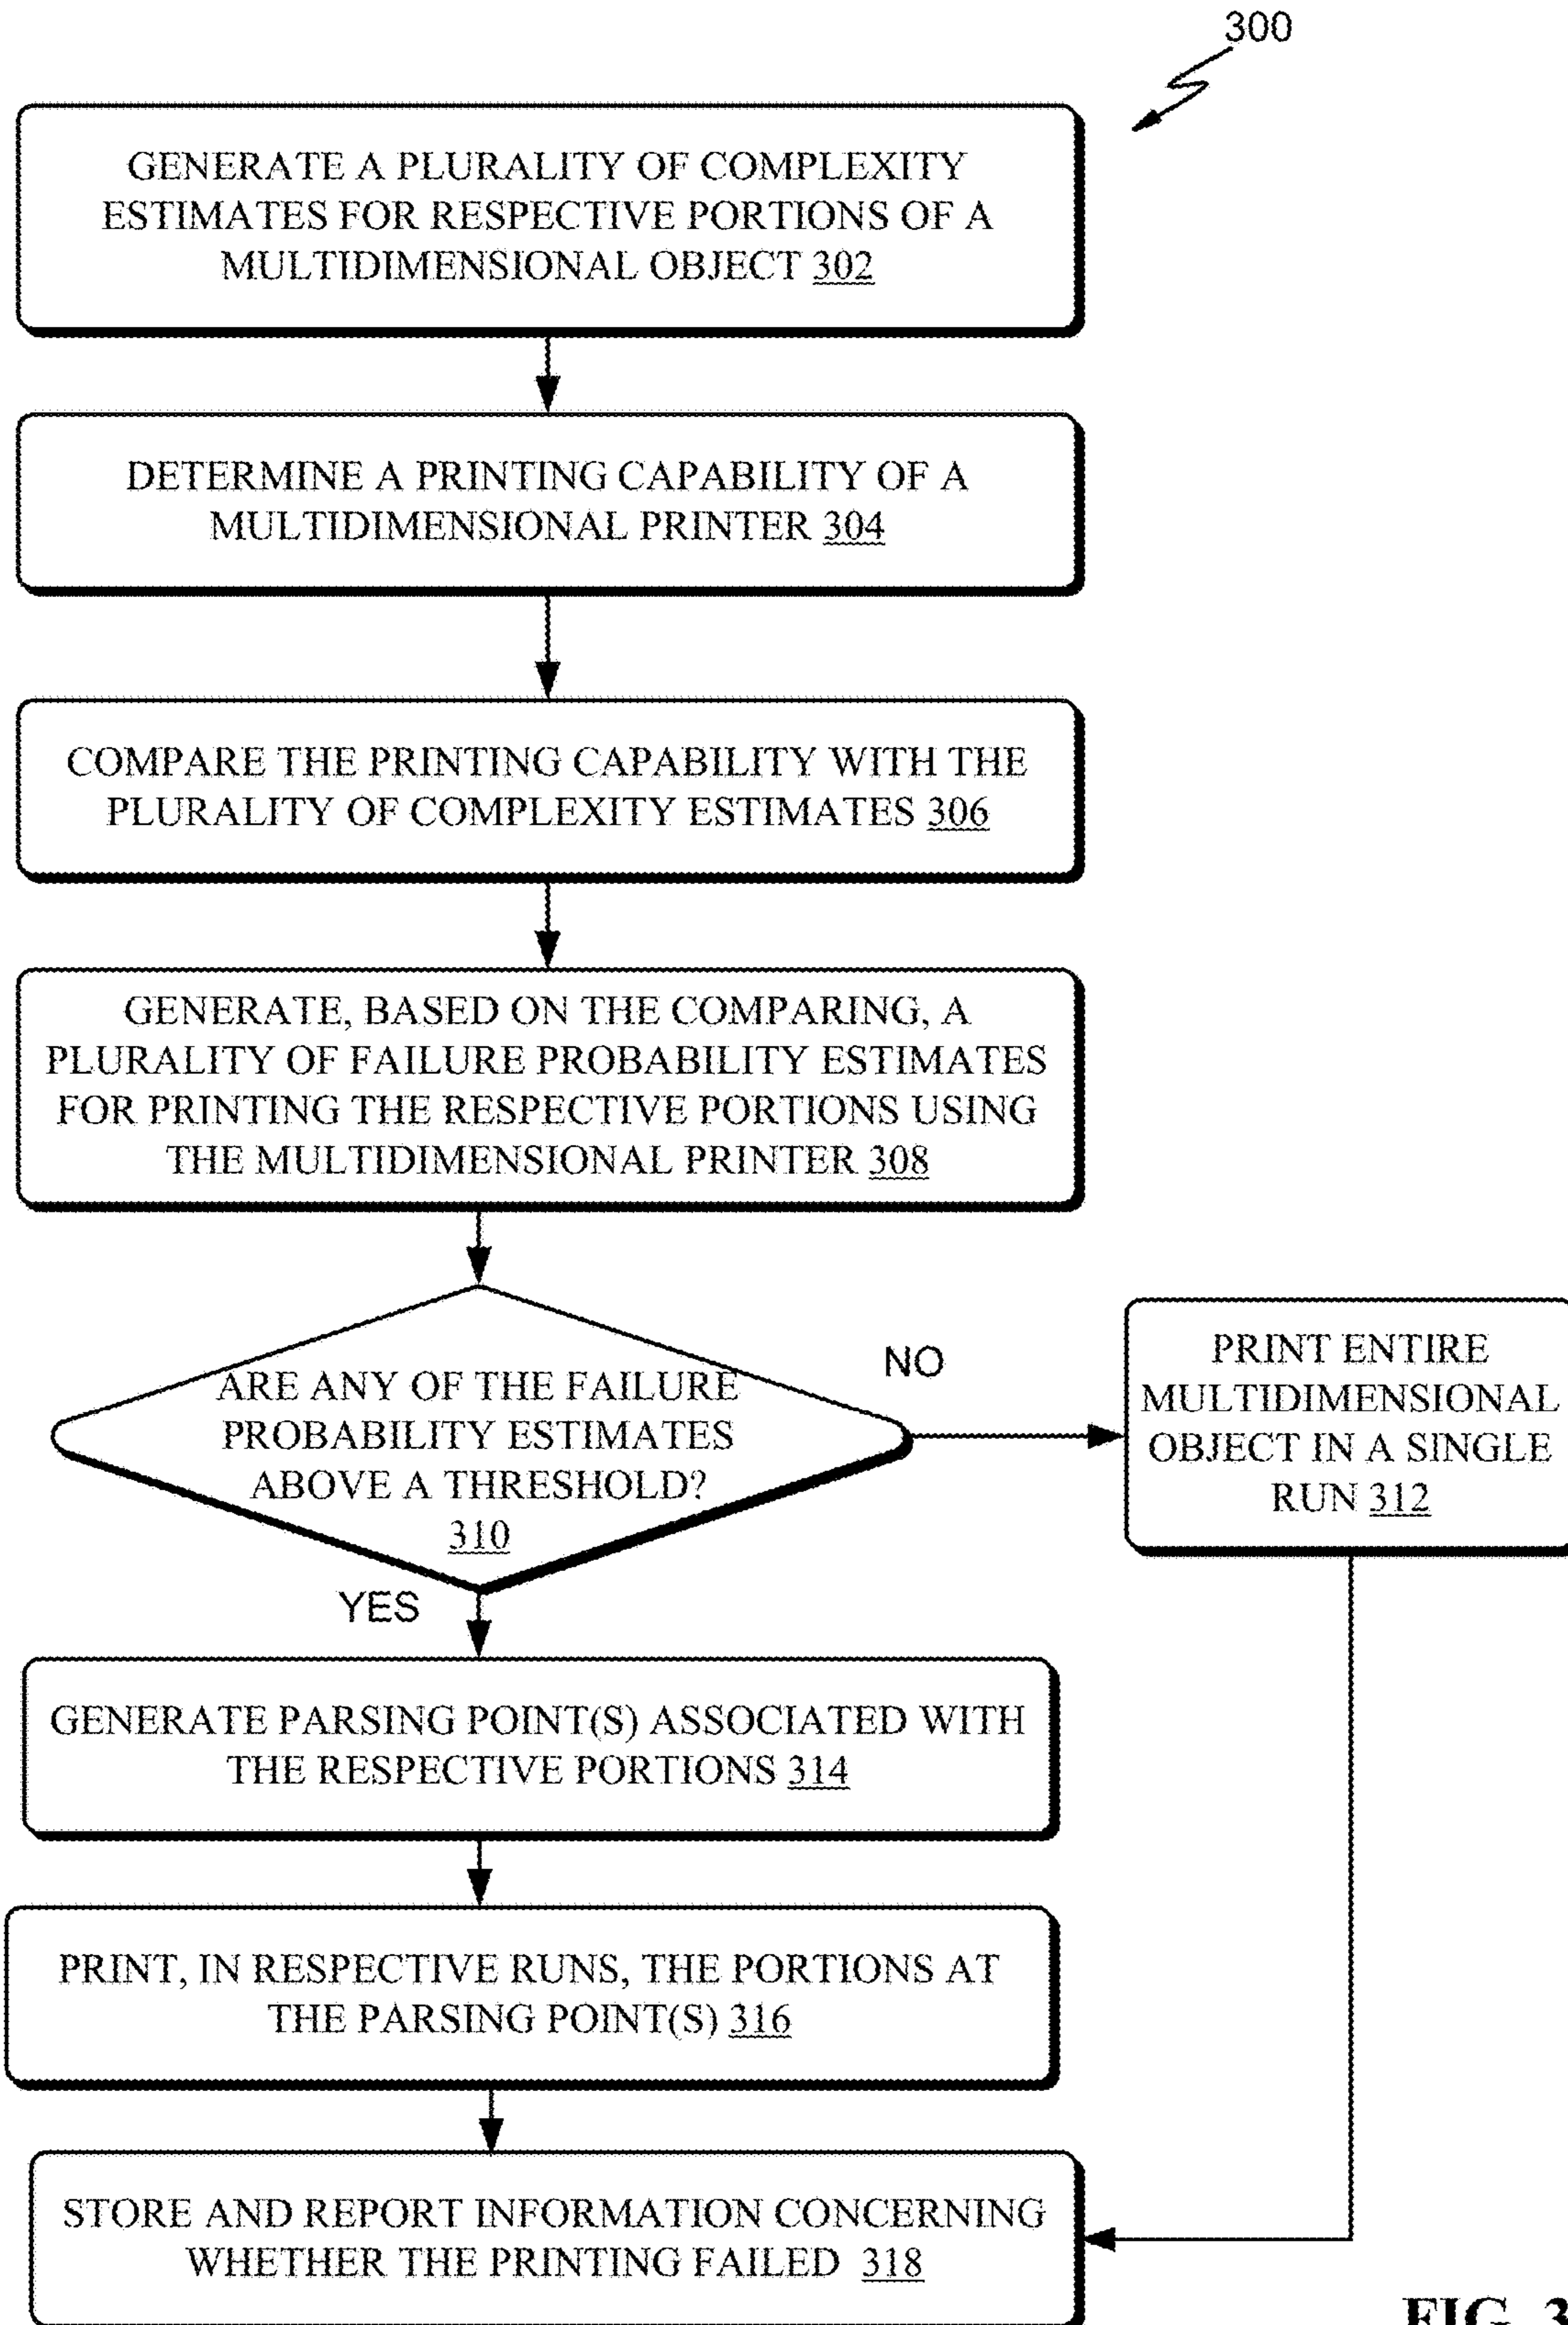 300
GENERATE A PLURALITY OF COMPLEXITY
ESTIMATES FOR RESPECTIVE PORTIONS OF A
MULTIDIMENSIONAL OBJECT 302
DETERMINE A PRINTING CAPABILITY OF A
MULTIDIMENSIONAL PRINTER 304
COMPARE THE PRINTING CAPABILITY WITH THE
PLURALITY OF COMPLEXITY ESTIMATES 306
GENERATE, BASED ON THE COMPARING, A
PLURALITY OF FAILURE PROBABILITY ESTIMATES
FOR PRINTING THE RESPECTIVE PORTIONS USING
THE MULTIDIMENSIONAL PRINTER 308
ARE ANY OF THE FAILURE
PROBABILITY ESTIMATES
ABOVE A THRESHOLD?
310
NO
PRINT ENTIRE
MULTIDIMENSIONAL
OBJECT IN A SINGLE
RUN 312
YES
GENERATE PARSING POINT(S) ASSOCIATED WITH
THE RESPECTIVE PORTIONS 314
PRINT, IN RESPECTIVE RUNS, THE PORTIONS AT
THE PARSING POINT(S) 316
STORE AND REPORT INFORMATION CONCERNING
WHETHER THE PRINTING FAILED 318
FIG. 3